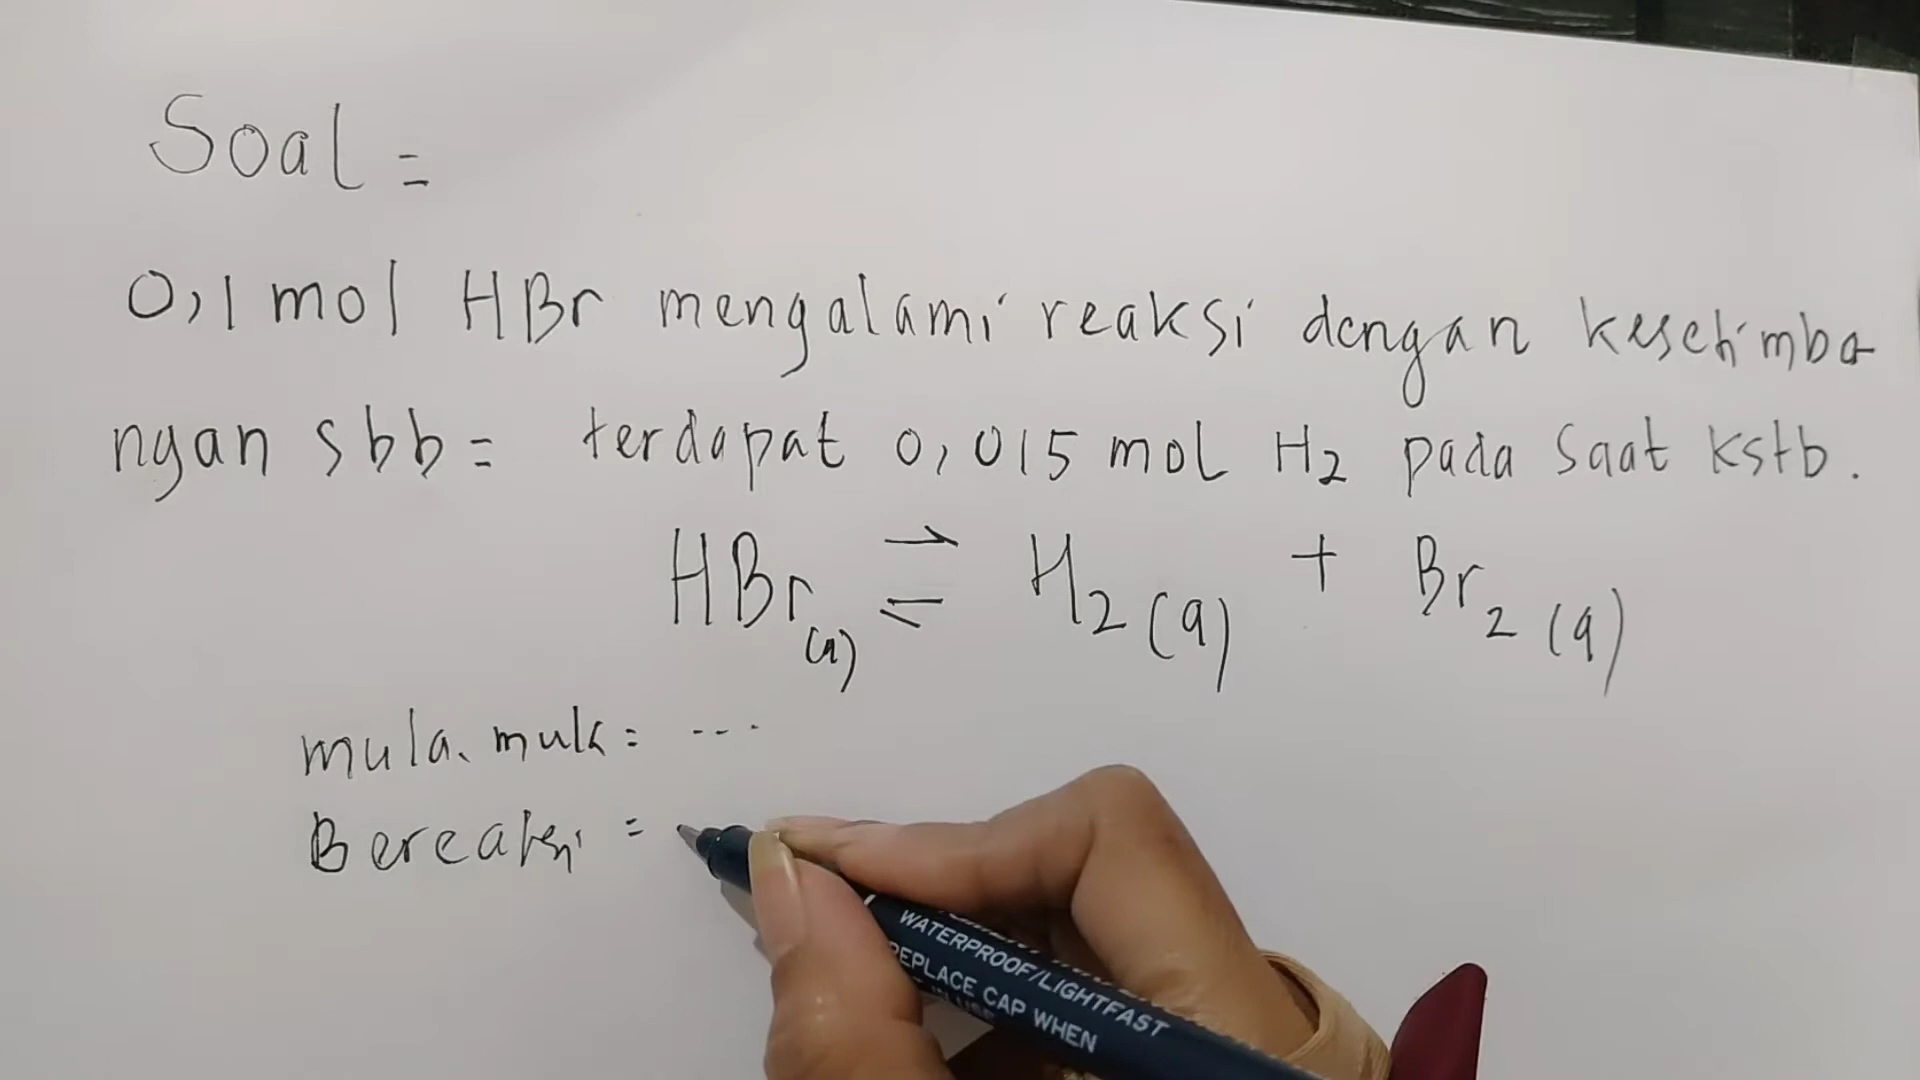 Soal =
0,1 mol HBr mengalami reaksi dengan kesetimba
ngan sbb = terdapat 0,015 mol H2 pada saat kstb.
HBr(g) ⇌ H2(g) + Br2(g)
mula. mula = ...
Bereaksi =
WATERPROOF/LIGHTFAST
REPLACE CAP WHEN